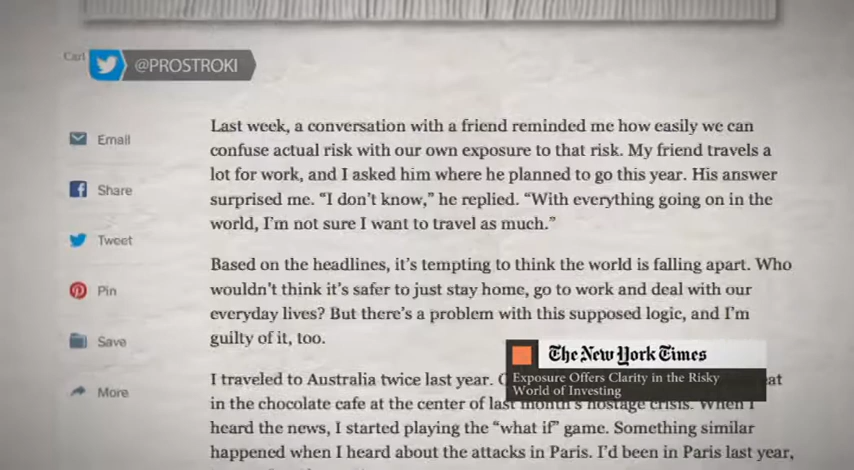 Carl
@PROSTROKI
Email
Share
Tweet
Pin
Save
More
Last week, a conversation with a friend reminded me how easily we can
confuse actual risk with our own exposure to that risk. My friend travels a
lot for work, and I asked him where he planned to go this year. His answer
surprised me. “I don’t know,” he replied. “With everything going on in the
world, I’m not sure I want to travel as much.”
Based on the headlines, it’s tempting to think the world is falling apart. Who
wouldn’t think it’s safer to just stay home, go to work and deal with our
everyday lives? But there’s a problem with this supposed logic, and I’m
guilty of it, too.
The New York Times
Exposure Offers Clarity in the Risky
World of Investing
I traveled to Australia twice last year.
in the chocolate cafe at the center of last month’s hostage crisis. When I
heard the news, I started playing the “what if” game. Something similar
happened when I heard about the attacks in Paris. I’d been in Paris last year,